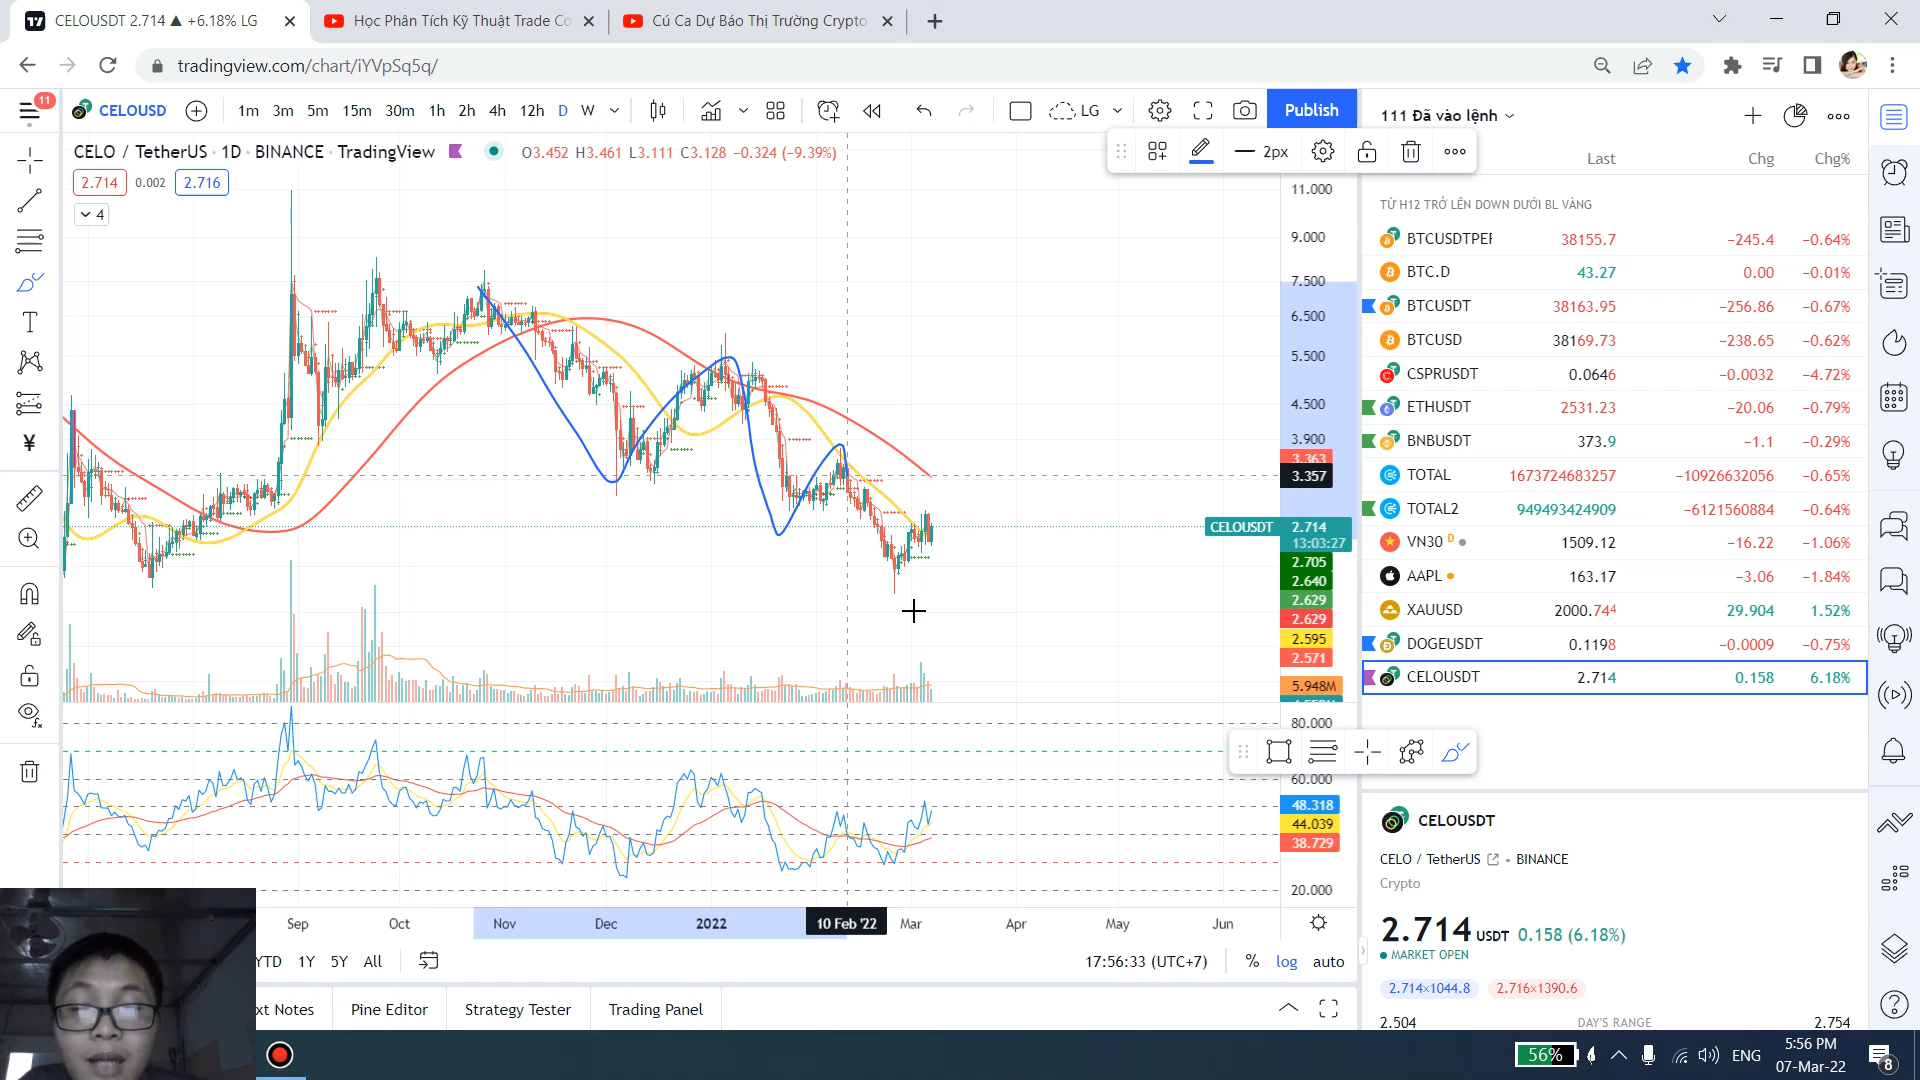 CELOUSDT 2.714 ▲ +6.18% LG
Học Phân Tích Kỹ Thuật Trade Co
Cú Ca Dự Báo Thị Trường Crypto
tradingview.com/chart/iYVpSq5q/
11
CELOUSD
1m 3m 5m 15m 30m 1h 2h 4h 12h D W
LG
Publish
111 Đã vào lệnh
CELO / TetherUS · 1D · BINANCE · TradingView
O3.452 H3.461 L3.111 C3.128 −0.324 (−9.39%)
2px
2.714 0.002 2.716
4
Last Chg Chg%
TỪ H12 TRỞ LÊN DOWN DƯỚI BL VÀNG
BTCUSDTPER 38155.7 −245.4 −0.64%
BTC.D 43.27 0.00 −0.01%
BTCUSDT 38163.95 −256.86 −0.67%
BTCUSD 38169.73 −238.65 −0.62%
CSPRUSDT 0.0646 −0.0032 −4.72%
ETHUSDT 2531.23 −20.06 −0.79%
BNBUSDT 373.9 −1.1 −0.29%
TOTAL 1673724683257 −10926632056 −0.65%
TOTAL2 949493424909 −6121560884 −0.64%
VN30 D 1509.12 −16.22 −1.06%
AAPL 163.17 −3.06 −1.84%
XAUUSD 2000.744 29.904 1.52%
DOGEUSDT 0.1198 −0.0009 −0.75%
CELOUSDT 2.714 0.158 6.18%
11.000
9.000
7.500
6.500
5.500
4.500
3.900
3.363
3.357
CELOUSDT 2.714
13:03:27
2.705
2.640
2.629
2.629
2.595
2.571
5.948M
80.000
60.000
48.318
44.039
38.729
20.000
Sep Oct Nov Dec 2022 10 Feb '22 Mar Apr May Jun
YTD 1Y 5Y All
17:56:33 (UTC+7) % log auto
xt Notes Pine Editor Strategy Tester Trading Panel
CELOUSDT
CELO / TetherUS • BINANCE
Crypto
2.714 USDT 0.158 (6.18%)
MARKET OPEN
2.714×1044.8 2.716×1390.6
2.504 DAY'S RANGE 2.754
56% ENG
5:56 PM
07-Mar-22
8